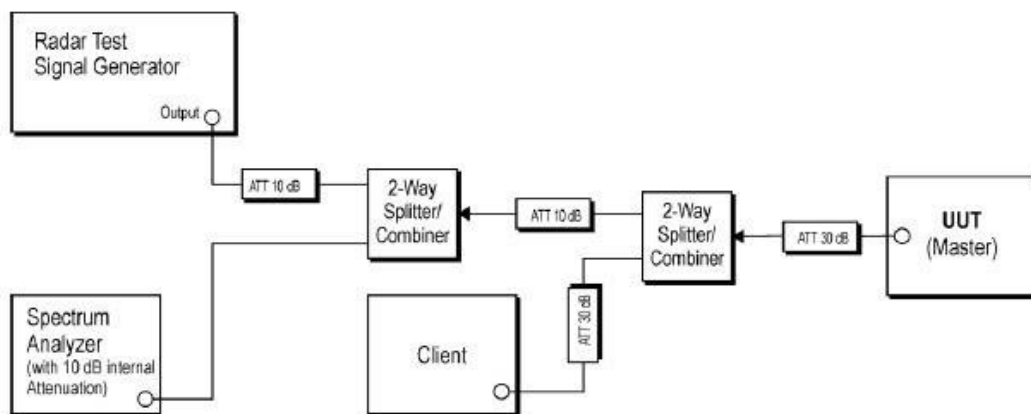 Radar Test
Signal Generator
Output
ATT 10 dB
2-Way
Splitter/
Combiner
ATT 10 dB
2-Way
Splitter/
Combiner
ATT 30 dB
UUT
(Master)
ATT 30 dB
Spectrum
Analyzer
(with 10 dB internal
Attenuation)
Client